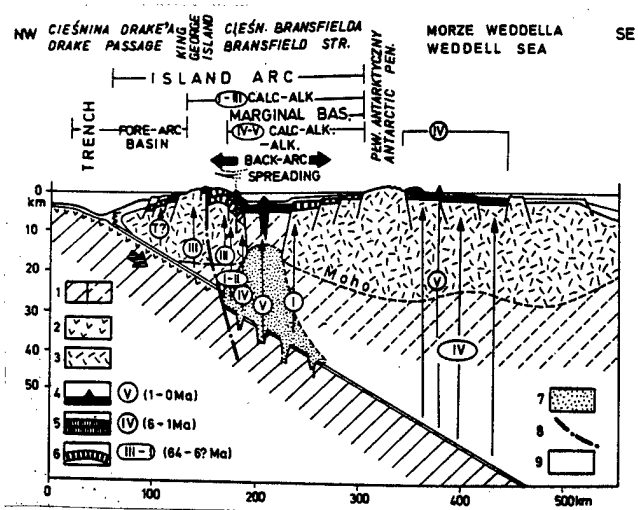 NW CIEŚNINA DRAKE'A KING GEORGE ISLAND CIEŚN. BRANSFIELDA MORZE WEDDELLA SE
DRAKE PASSAGE BRANSFIELD STR. WEDDELL SEA
ISLAND ARC
PŁW. ANTARKTYCZNY
ANTARCTIC PEN.
I-III CALC-ALK
MARGINAL BAS.
TRENCH
FORE-ARC
BASIN
IV-V CALC-ALK-
-ALK.
IV
BACK-ARC
SPREADING
0
km
10
20
30
40
50
I?
III
III
I-II
IV
V
I
Moho
V
IV
1
2
3
4 V (1-0Ma)
5 IV (6-1Ma)
6 III-I (64-6?Ma)
7
8
9
0 100 200 300 400 500km